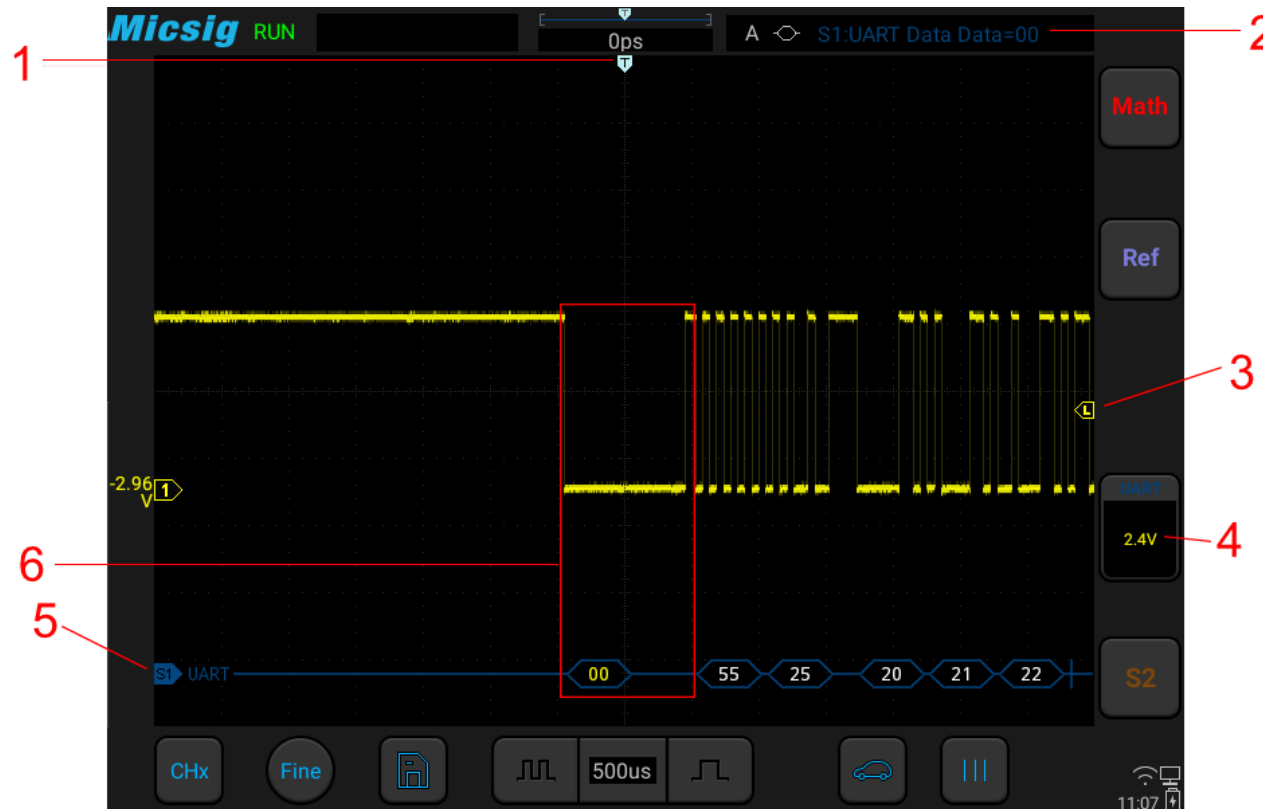 Micsig RUN
0ps
A S1:UART Data Data=00
2
1
T
T
Math
Ref
3
L
-2.96
V
1
UART
2.4V
4
6
5
S1 UART
00 55 25 20 21 22
S2
CHx
Fine
500us
11:07